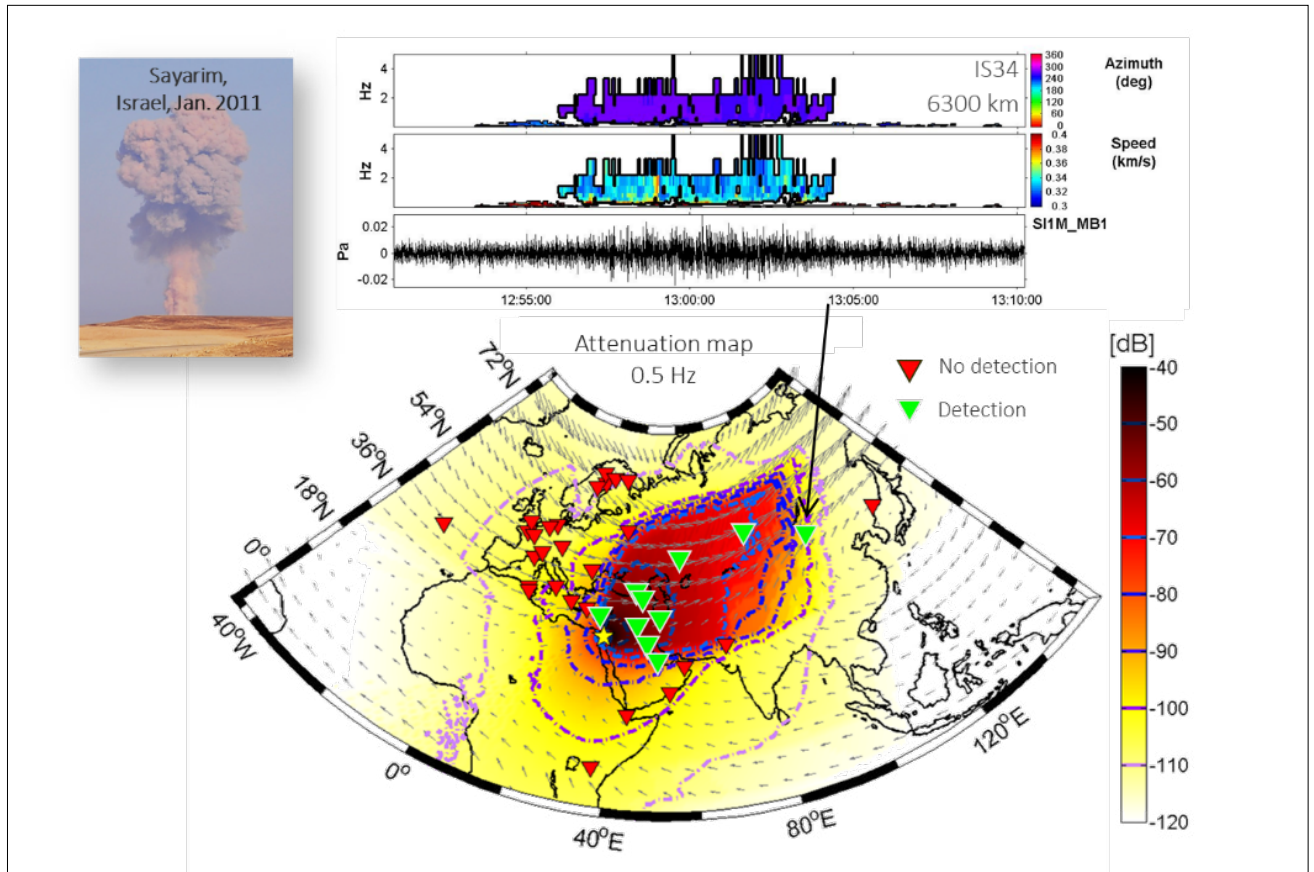 Sayarim,
Israel, Jan. 2011
IS34
6300 km
Hz
4
2
360
300
240
180
120
60
0
Azimuth
(deg)
Hz
4
2
0.4
0.38
0.36
0.34
0.32
0.3
Speed
(km/s)
Pa
0.02
0
-0.02
SI1M_MB1
12:55:00 13:00:00 13:05:00 13:10:00
Attenuation map
0.5 Hz
No detection
Detection
[dB]
-40
-50
-60
-70
-80
-90
-100
-110
-120
72°N
54°N
36°N
18°N
0°
40°W
0°
40°E
80°E
120°E